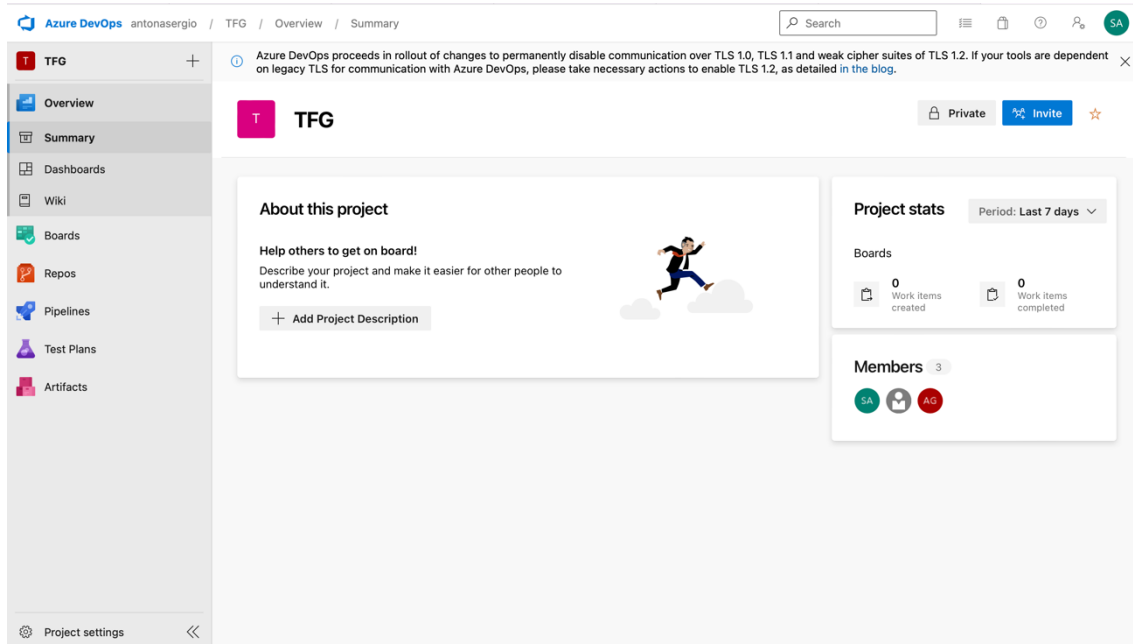 Azure DevOps antonasergio / TFG / Overview / Summary
Search
SA
T TFG
Azure DevOps proceeds in rollout of changes to permanently disable communication over TLS 1.0, TLS 1.1 and weak cipher suites of TLS 1.2. If your tools are dependent
on legacy TLS for communication with Azure DevOps, please take necessary actions to enable TLS 1.2, as detailed in the blog.
Overview
Summary
Dashboards
Wiki
Boards
Repos
Pipelines
Test Plans
Artifacts
Project settings
T TFG
Private
Invite
About this project
Help others to get on board!
Describe your project and make it easier for other people to
understand it.
+ Add Project Description
Project stats
Period: Last 7 days
Boards
0
Work items
created
0
Work items
completed
Members 3
SA
AG